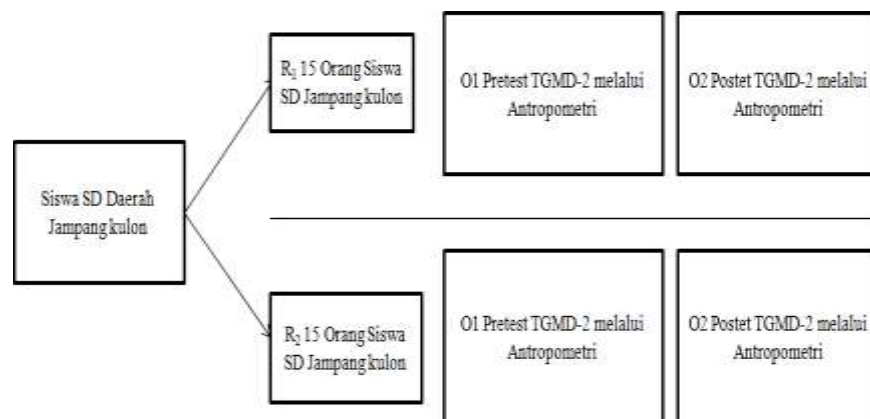 R₁ 15 Orang Siswa
SD Jampang kulon
O1 Pretest TGMD-2 melalui
Antropometri
O2 Postet TGMD-2 melalui
Antropometri
Siswa SD Daerah
Jampang kulon
R₂ 15 Orang Siswa
SD Jampang kulon
O1 Pretest TGMD-2 melalui
Antropometri
O2 Postet TGMD-2 melalui
Antropometri